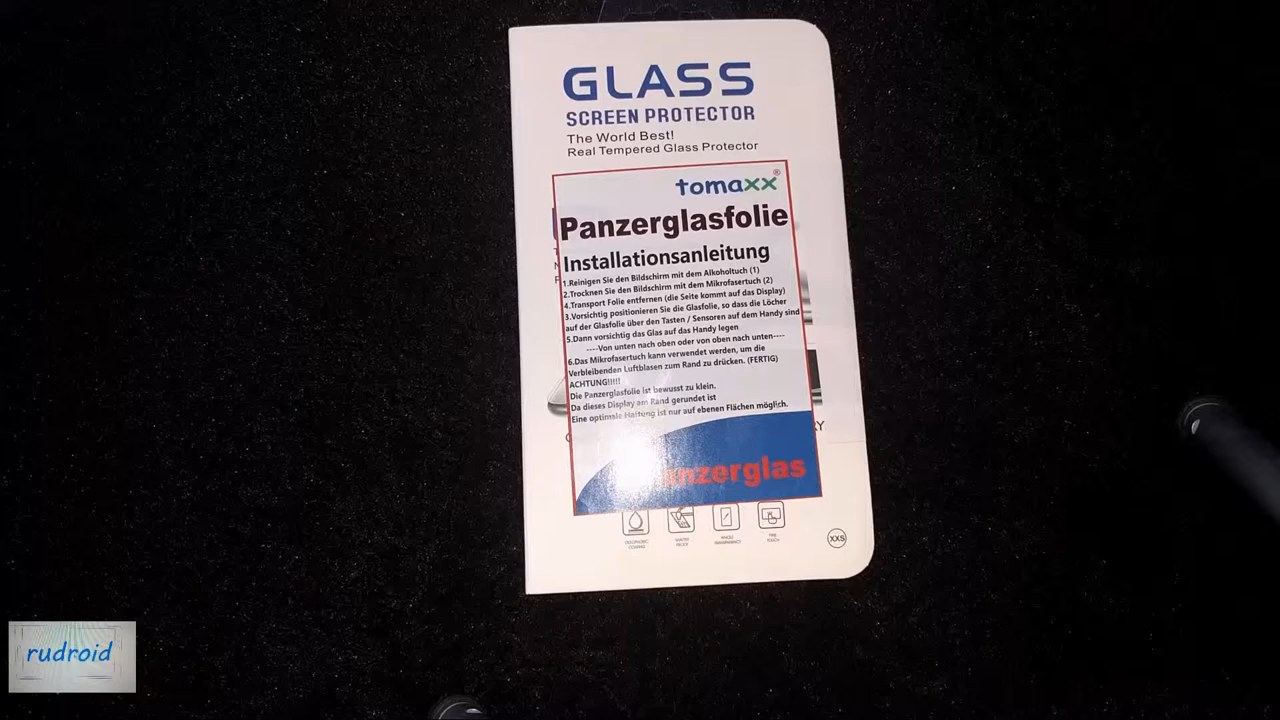 GLASS
SCREEN PROTECTOR
The World Best!
Real Tempered Glass Protector
tomaxx®
Panzerglasfolie
Installationsanleitung
1.Reinigen Sie den Bildschirm mit dem Alkoholtuch (1)
2.Trocknen Sie den Bildschirm mit dem Mikrofasertuch (2)
4.Transport Folie entfernen (die Seite kommt auf das Display)
3.Vorsichtig positionieren Sie die Glasfolie, so dass die Löcher
auf der Glasfolie über den Tasten / Sensoren auf dem Handy sind
5.Dann vorsichtig das Glas auf das Handy legen
----Von unten nach oben oder von oben nach unten----
6.Das Mikrofasertuch kann verwendet werden, um die
Verbleibenden Luftblasen zum Rand zu drücken. (FERTIG)
ACHTUNG!!!!!
Die Panzerglasfolie ist bewusst zu klein.
Da dieses Display am Rand gerundet ist
Eine optimale Haftung ist nur auf ebenen Flächen möglich.
anzerglas
XXS
rudroid